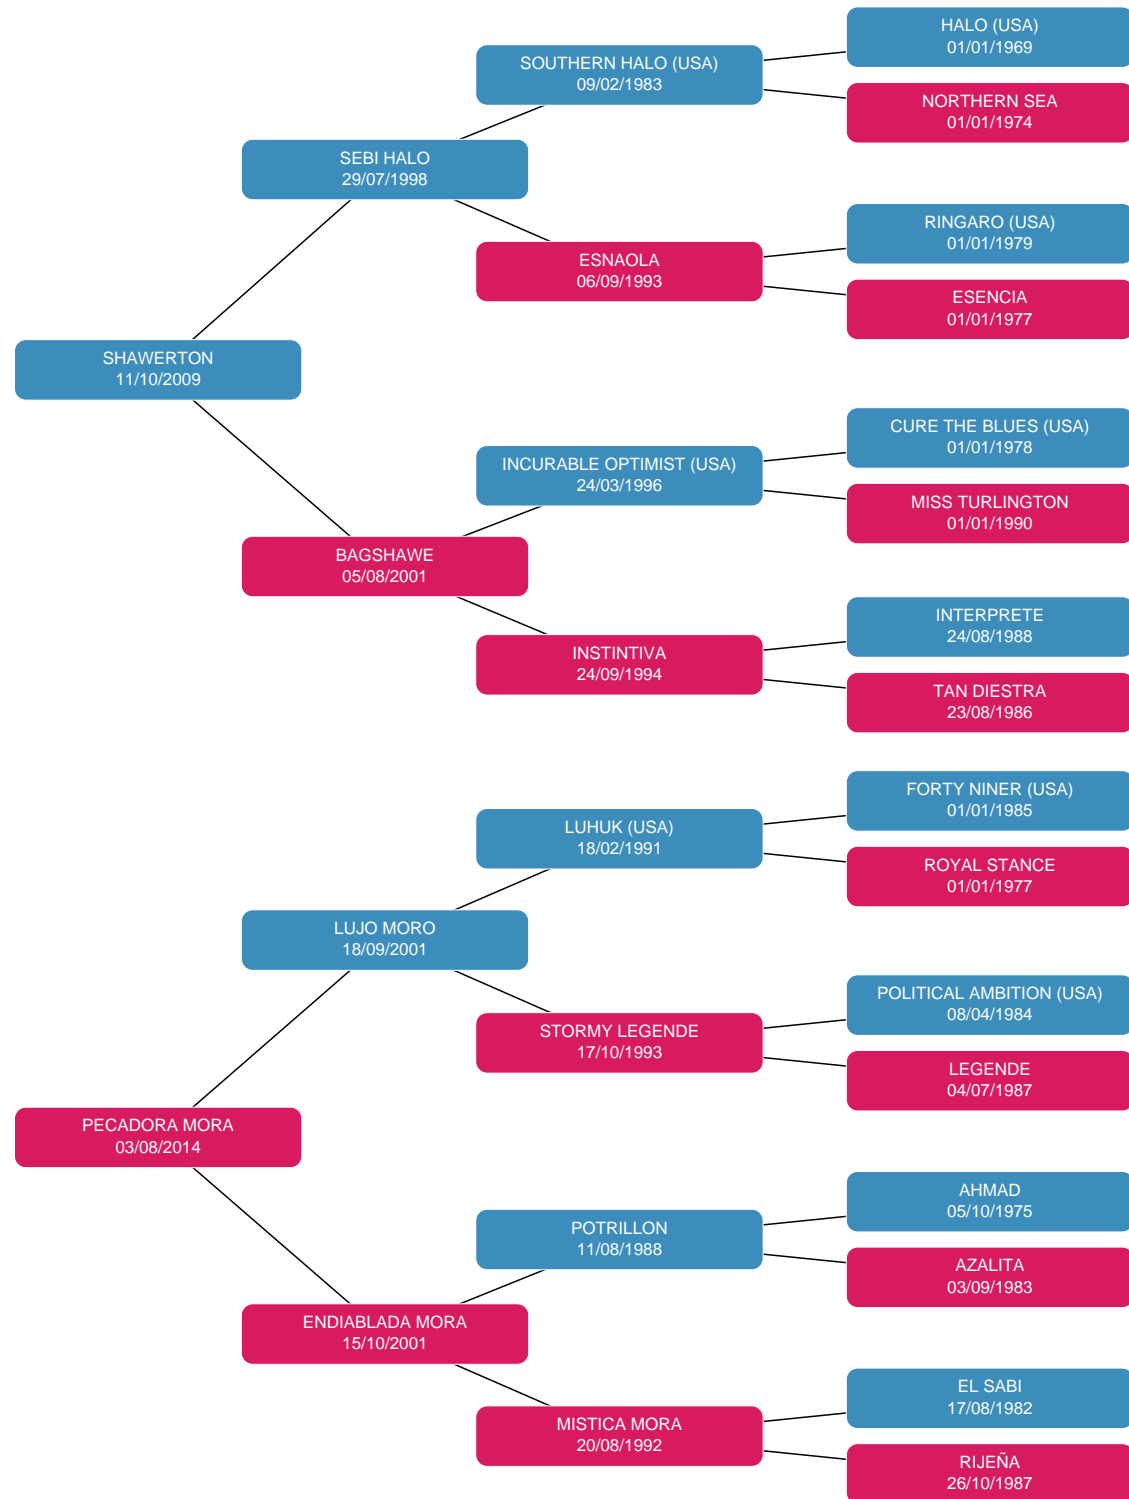 HALO (USA)
01/01/1969
SOUTHERN HALO (USA)
09/02/1983
NORTHERN SEA
01/01/1974
SEBI HALO
29/07/1998
RINGARO (USA)
01/01/1979
ESNAOLA
06/09/1993
ESENCIA
01/01/1977
SHAWERTON
11/10/2009
CURE THE BLUES (USA)
01/01/1978
INCURABLE OPTIMIST (USA)
24/03/1996
MISS TURLINGTON
01/01/1990
BAGSHAWE
05/08/2001
INTERPRETE
24/08/1988
INSTINTIVA
24/09/1994
TAN DIESTRA
23/08/1986
FORTY NINER (USA)
01/01/1985
LUHUK (USA)
18/02/1991
ROYAL STANCE
01/01/1977
LUJO MORO
18/09/2001
POLITICAL AMBITION (USA)
08/04/1984
STORMY LEGENDE
17/10/1993
LEGENDE
04/07/1987
PECADORA MORA
03/08/2014
AHMAD
05/10/1975
POTRILLON
11/08/1988
AZALITA
03/09/1983
ENDIABLADA MORA
15/10/2001
EL SABI
17/08/1982
MISTICA MORA
20/08/1992
RIJEÑA
26/10/1987